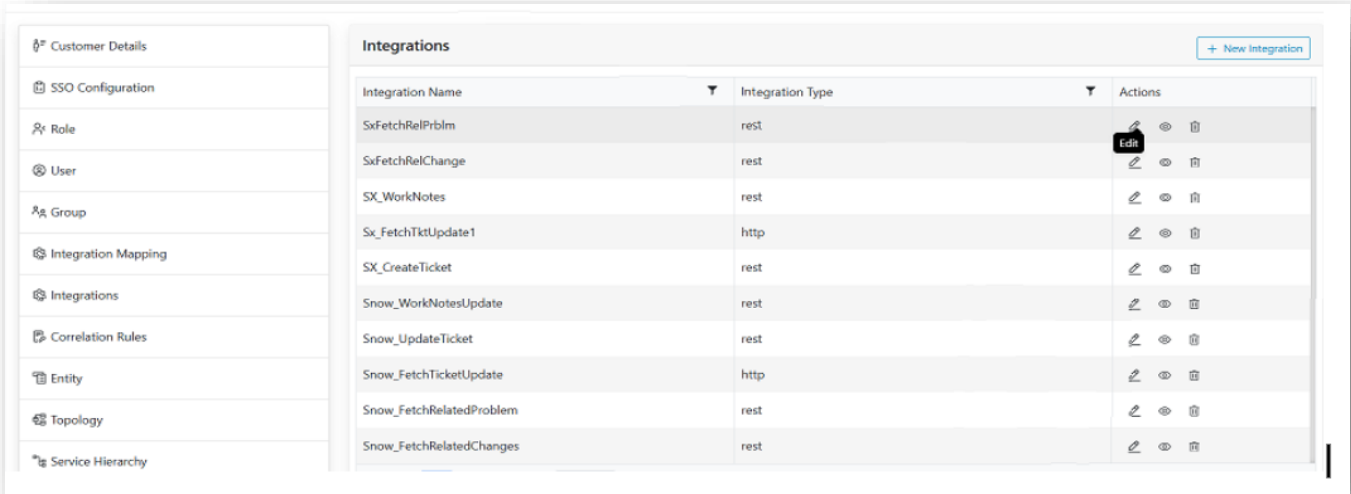 Customer Details
SSO Configuration
Role
User
Group
Integration Mapping
Integrations
Correlation Rules
Entity
Topology
Service Hierarchy
Integrations
+ New Integration
Integration Name Integration Type Actions
SxFetchRelPrblm rest
Edit
SxFetchRelChange rest
SX_WorkNotes rest
Sx_FetchTktUpdate1 http
SX_CreateTicket rest
Snow_WorkNotesUpdate rest
Snow_UpdateTicket rest
Snow_FetchTicketUpdate http
Snow_FetchRelatedProblem rest
Snow_FetchRelatedChanges rest